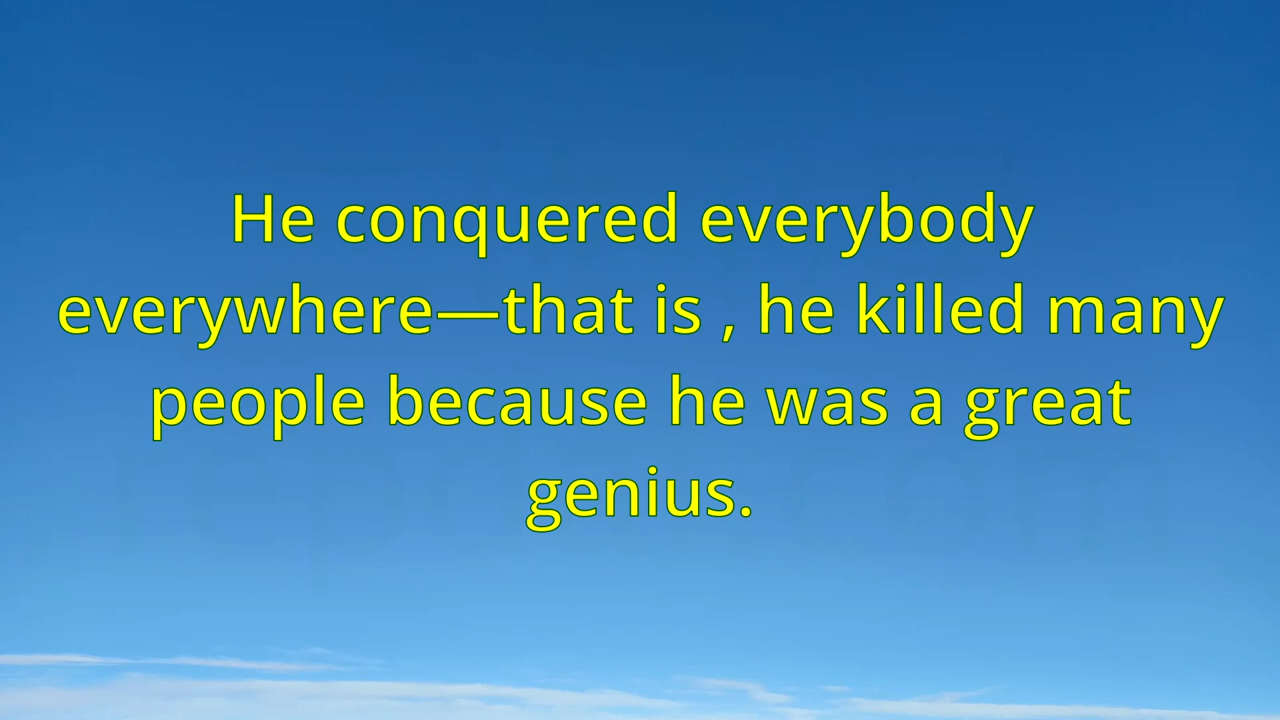 He conquered everybody
everywhere—that is , he killed many
people because he was a great
genius.